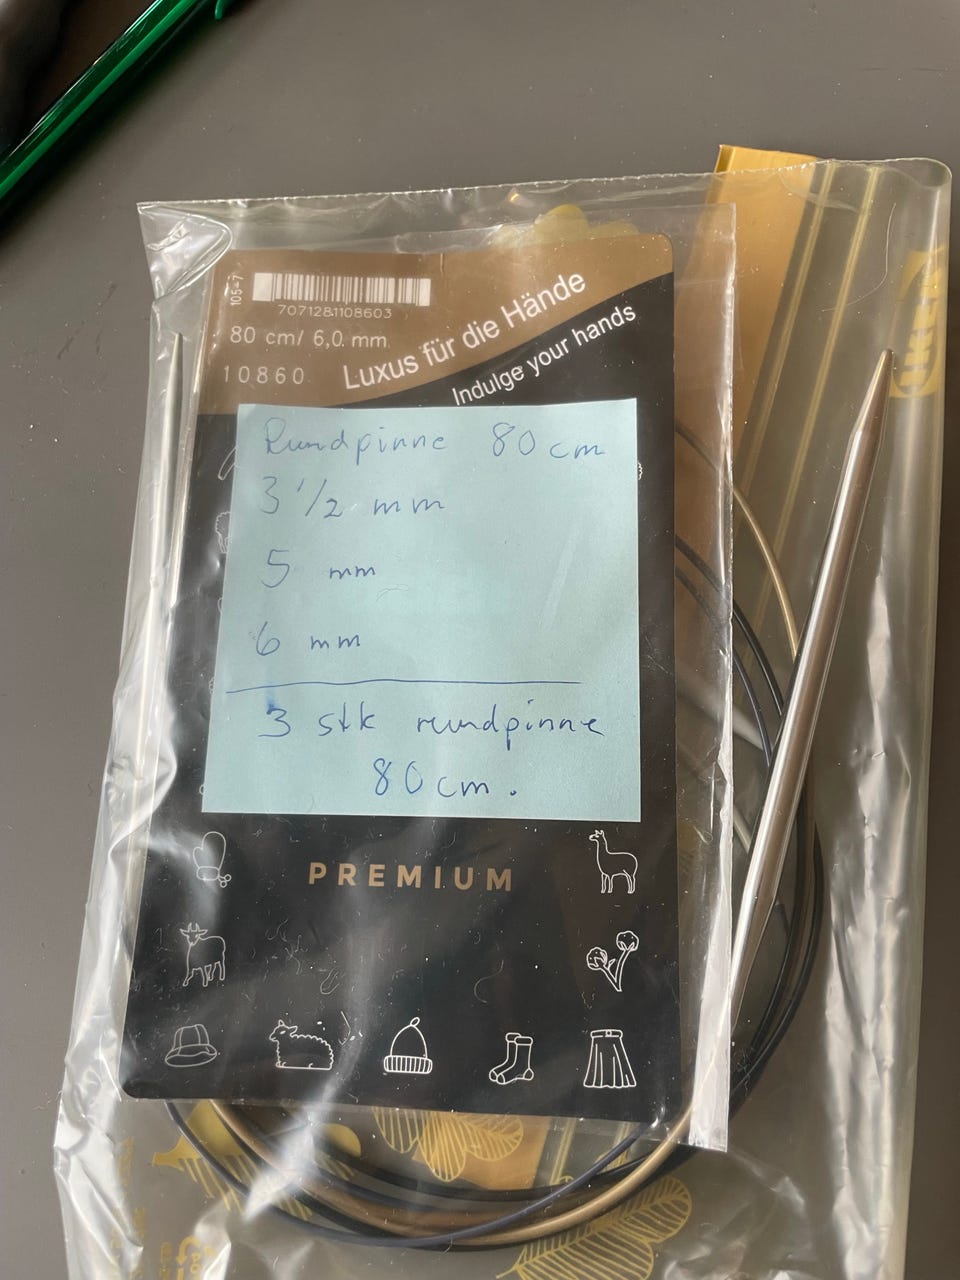 105-7
7071281108603
80 cm/ 6,0 mm
10860
Luxus für die Hände
Indulge your hands
Rundpinne 80 cm
3 1/2 mm
5 mm
6 mm
3 stk rundpinne
80 cm.
PREMIUM